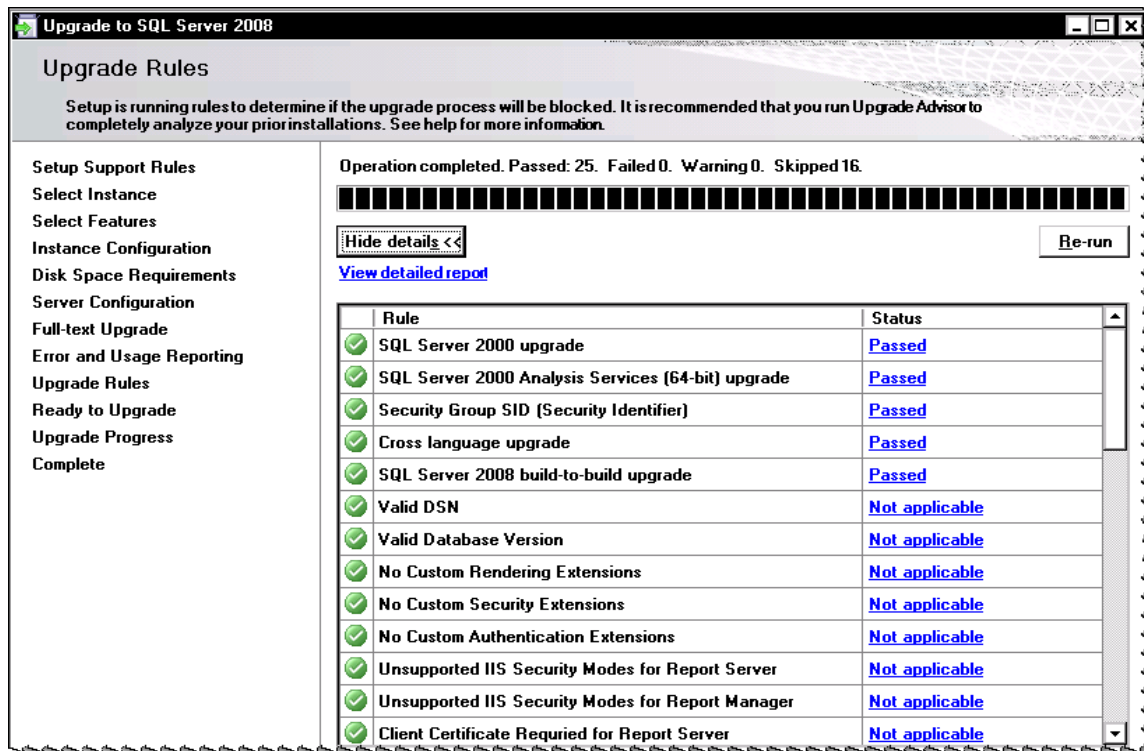 Upgrade to SQL Server 2008
Upgrade Rules
Setup is running rules to determine if the upgrade process will be blocked. It is recommended that you run Upgrade Advisor to
completely analyze your prior installations. See help for more information.
Setup Support Rules
Select Instance
Select Features
Instance Configuration
Disk Space Requirements
Server Configuration
Full-text Upgrade
Error and Usage Reporting
Upgrade Rules
Ready to Upgrade
Upgrade Progress
Complete
Operation completed. Passed: 25. Failed 0. Warning 0. Skipped 16.
Hide details <<
Re-run
View detailed report
Rule Status
SQL Server 2000 upgrade Passed
SQL Server 2000 Analysis Services (64-bit) upgrade Passed
Security Group SID (Security Identifier) Passed
Cross language upgrade Passed
SQL Server 2008 build-to-build upgrade Passed
Valid DSN Not applicable
Valid Database Version Not applicable
No Custom Rendering Extensions Not applicable
No Custom Security Extensions Not applicable
No Custom Authentication Extensions Not applicable
Unsupported IIS Security Modes for Report Server Not applicable
Unsupported IIS Security Modes for Report Manager Not applicable
Client Certificate Requried for Report Server Not applicable